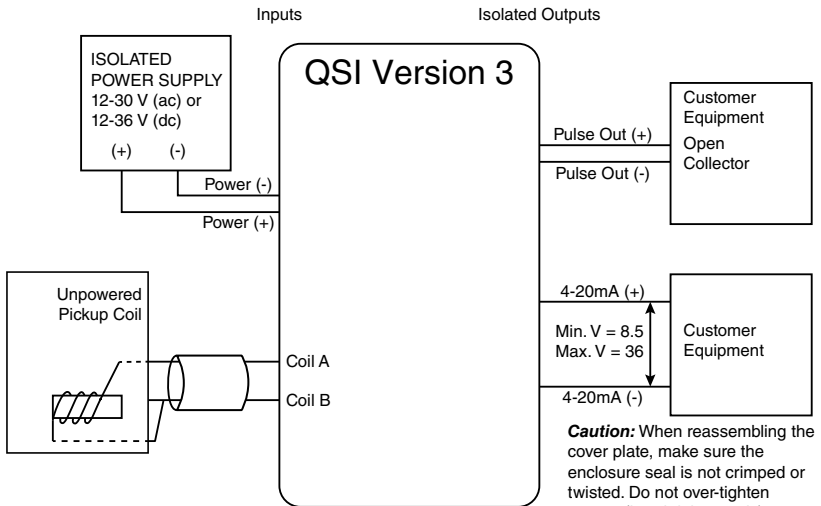 Inputs
Isolated Outputs
ISOLATED
POWER SUPPLY
12-30 V (ac) or
12-36 V (dc)
(+) (-)
Power (-)
Power (+)
QSI Version 3
Pulse Out (+)
Pulse Out (-)
Customer
Equipment
Open
Collector
Unpowered
Pickup Coil
Coil A
Coil B
4-20mA (+)
Min. V = 8.5
Max. V = 36
4-20mA (-)
Customer
Equipment
Caution: When reassembling the
cover plate, make sure the
enclosure seal is not crimped or
twisted. Do not over-tighten